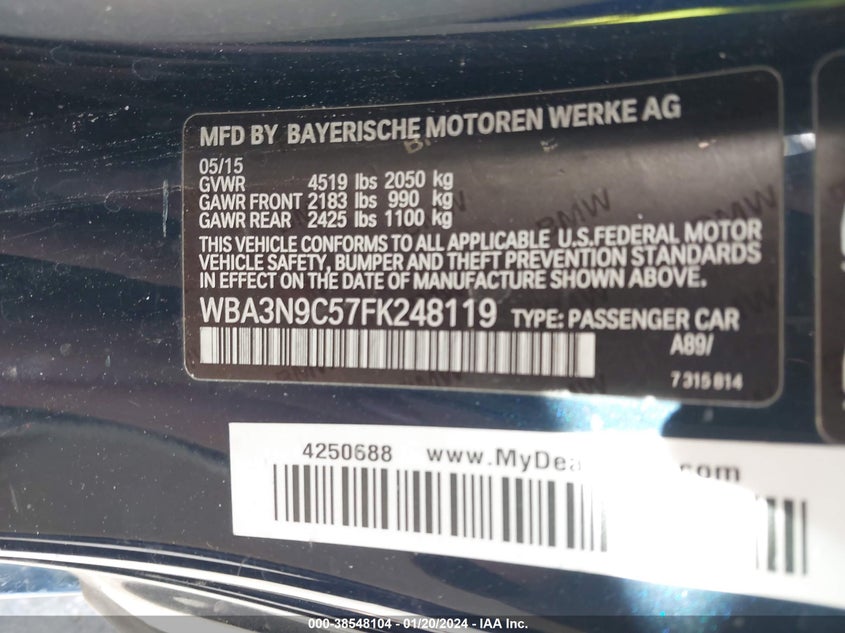 MFD BY BAYERISCHE MOTOREN WERKE AG
05/15
GVWR 4519 lbs 2050 kg
GAWR FRONT 2183 lbs 990 kg
GAWR REAR 2425 lbs 1100 kg
THIS VEHICLE CONFORMS TO ALL APPLICABLE U.S.FEDERAL MOTOR
VEHICLE SAFETY, BUMPER AND THEFT PREVENTION STANDARDS
IN EFFECT ON THE DATE OF MANUFACTURE SHOWN ABOVE.
WBA3N9C57FK248119 TYPE: PASSENGER CAR
A89/
7 315 814
4250688
000-38548104 - 01/20/2024 - IAA Inc.